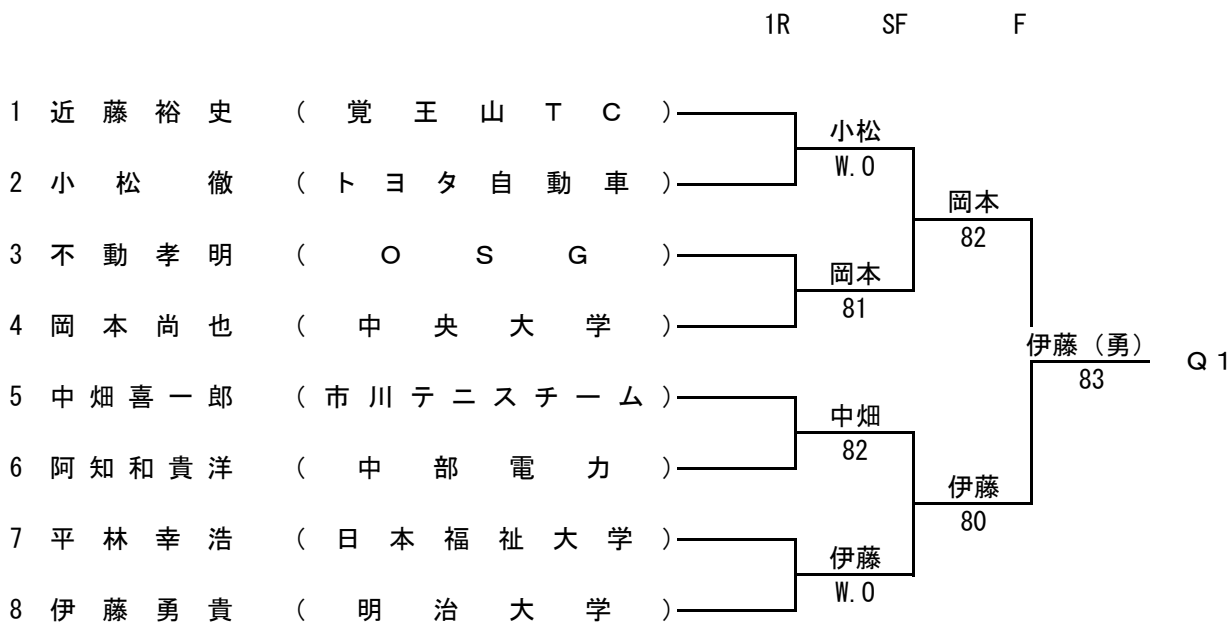 1R SF F
1 近藤裕史 (覚王山TC)
小松
W.0
2 小松 徹 (トヨタ自動車)
岡本
82
3 不動孝明 (OSG)
岡本
81
4 岡本尚也 (中央大学)
伊藤(勇) Q1
83
5 中畑喜一郎 (市川テニスチーム)
中畑
82
6 阿知和貴洋 (中部電力)
伊藤
80
7 平林幸浩 (日本福祉大学)
伊藤
W.0
8 伊藤勇貴 (明治大学)